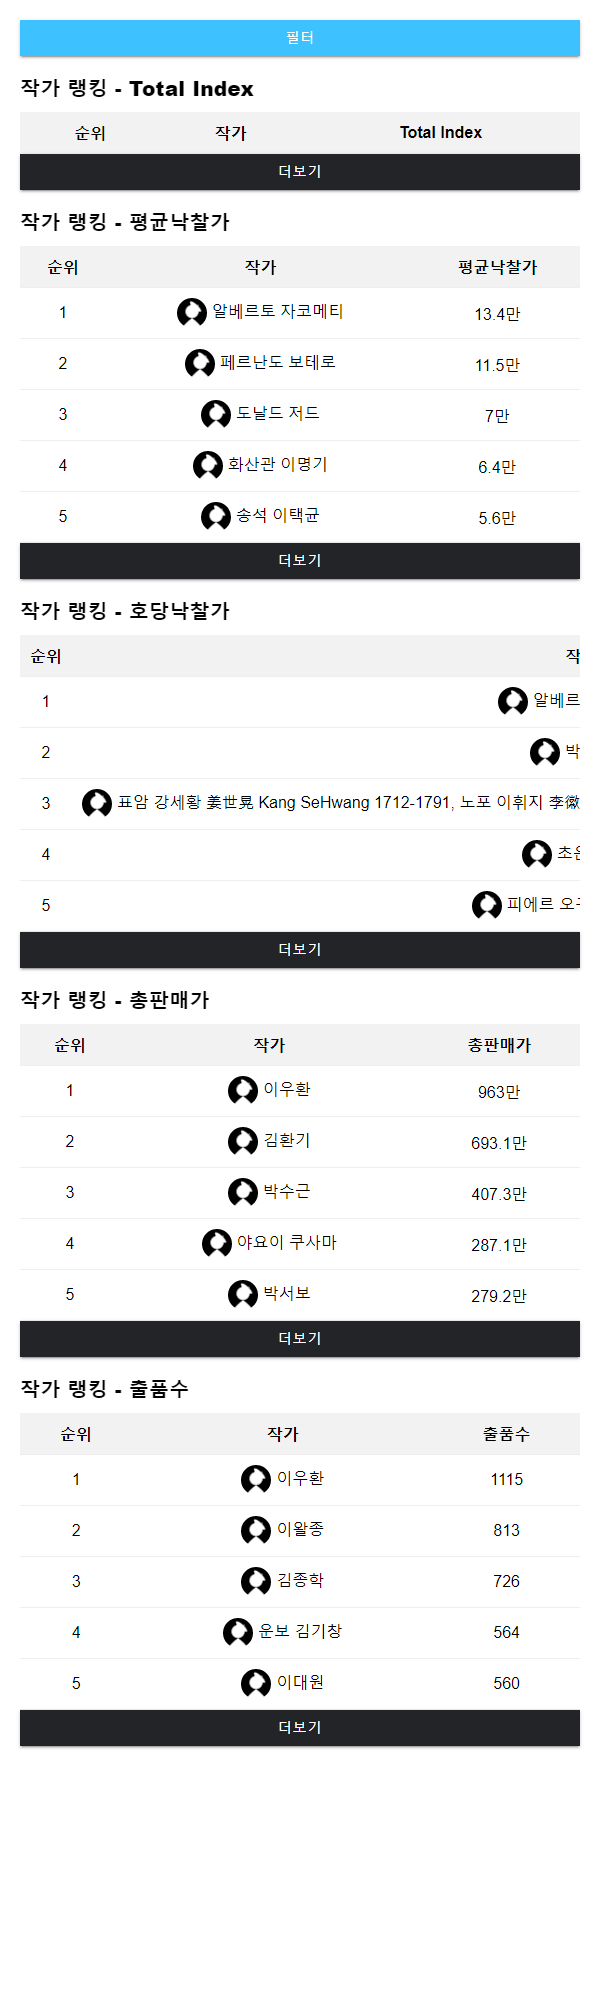 필터
작가 랭킹 - Total Index
순위 작가 Total Index
더보기
작가 랭킹 - 평균낙찰가
순위 작가 평균낙찰가
1 알베르토 자코메티 13.4만
2 페르난도 보테로 11.5만
3 도날드 저드 7만
4 화산관 이명기 6.4만
5 송석 이택균 5.6만
더보기
작가 랭킹 - 호당낙찰가
순위 작
1 알베르
2 박
3 표암 강세황 姜世晃 Kang SeHwang 1712-1791, 노포 이휘지 李徽
4 초은
5 피에르 오귀
더보기
작가 랭킹 - 총판매가
순위 작가 총판매가
1 이우환 963만
2 김환기 693.1만
3 박수근 407.3만
4 야요이 쿠사마 287.1만
5 박서보 279.2만
더보기
작가 랭킹 - 출품수
순위 작가 출품수
1 이우환 1115
2 이왈종 813
3 김종학 726
4 운보 김기창 564
5 이대원 560
더보기